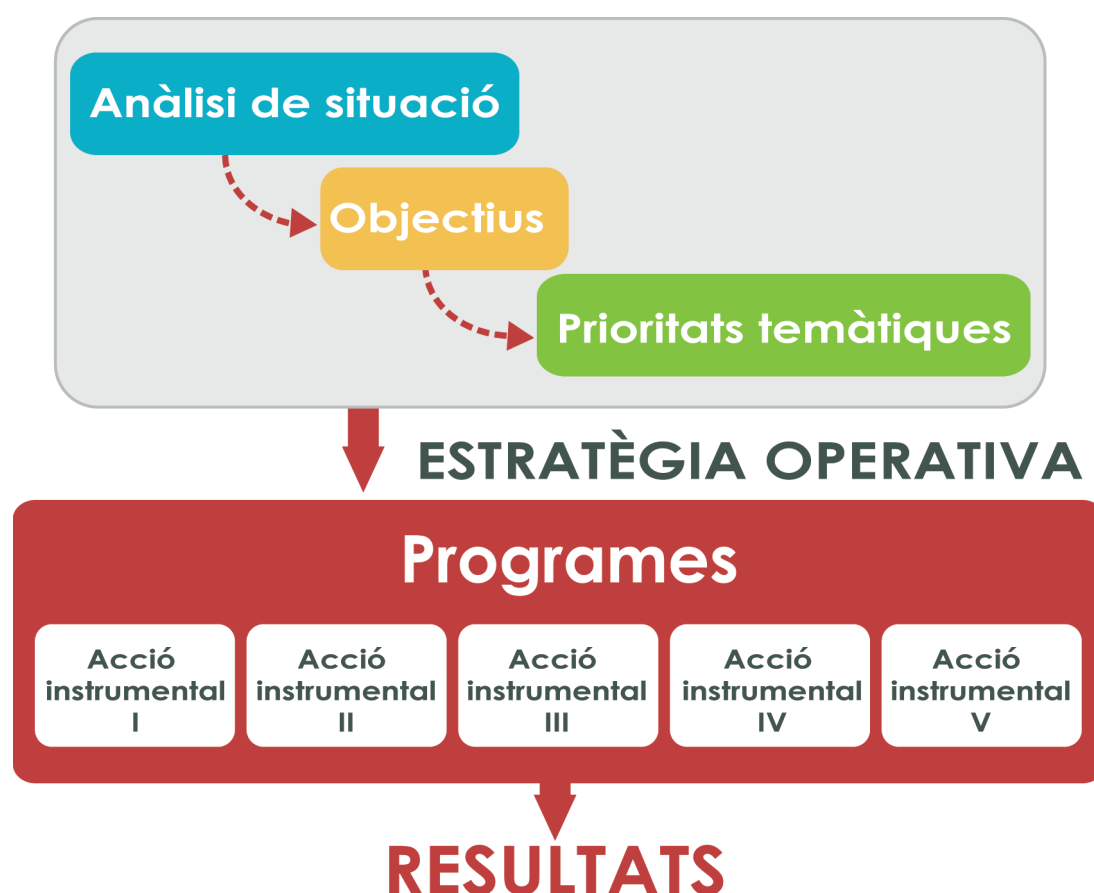 Anàlisi de situació
Objectius
Prioritats temàtiques
ESTRATÈGIA OPERATIVA
Programes
Acció
instrumental
I
Acció
instrumental
II
Acció
instrumental
III
Acció
instrumental
IV
Acció
instrumental
V
RESULTATS